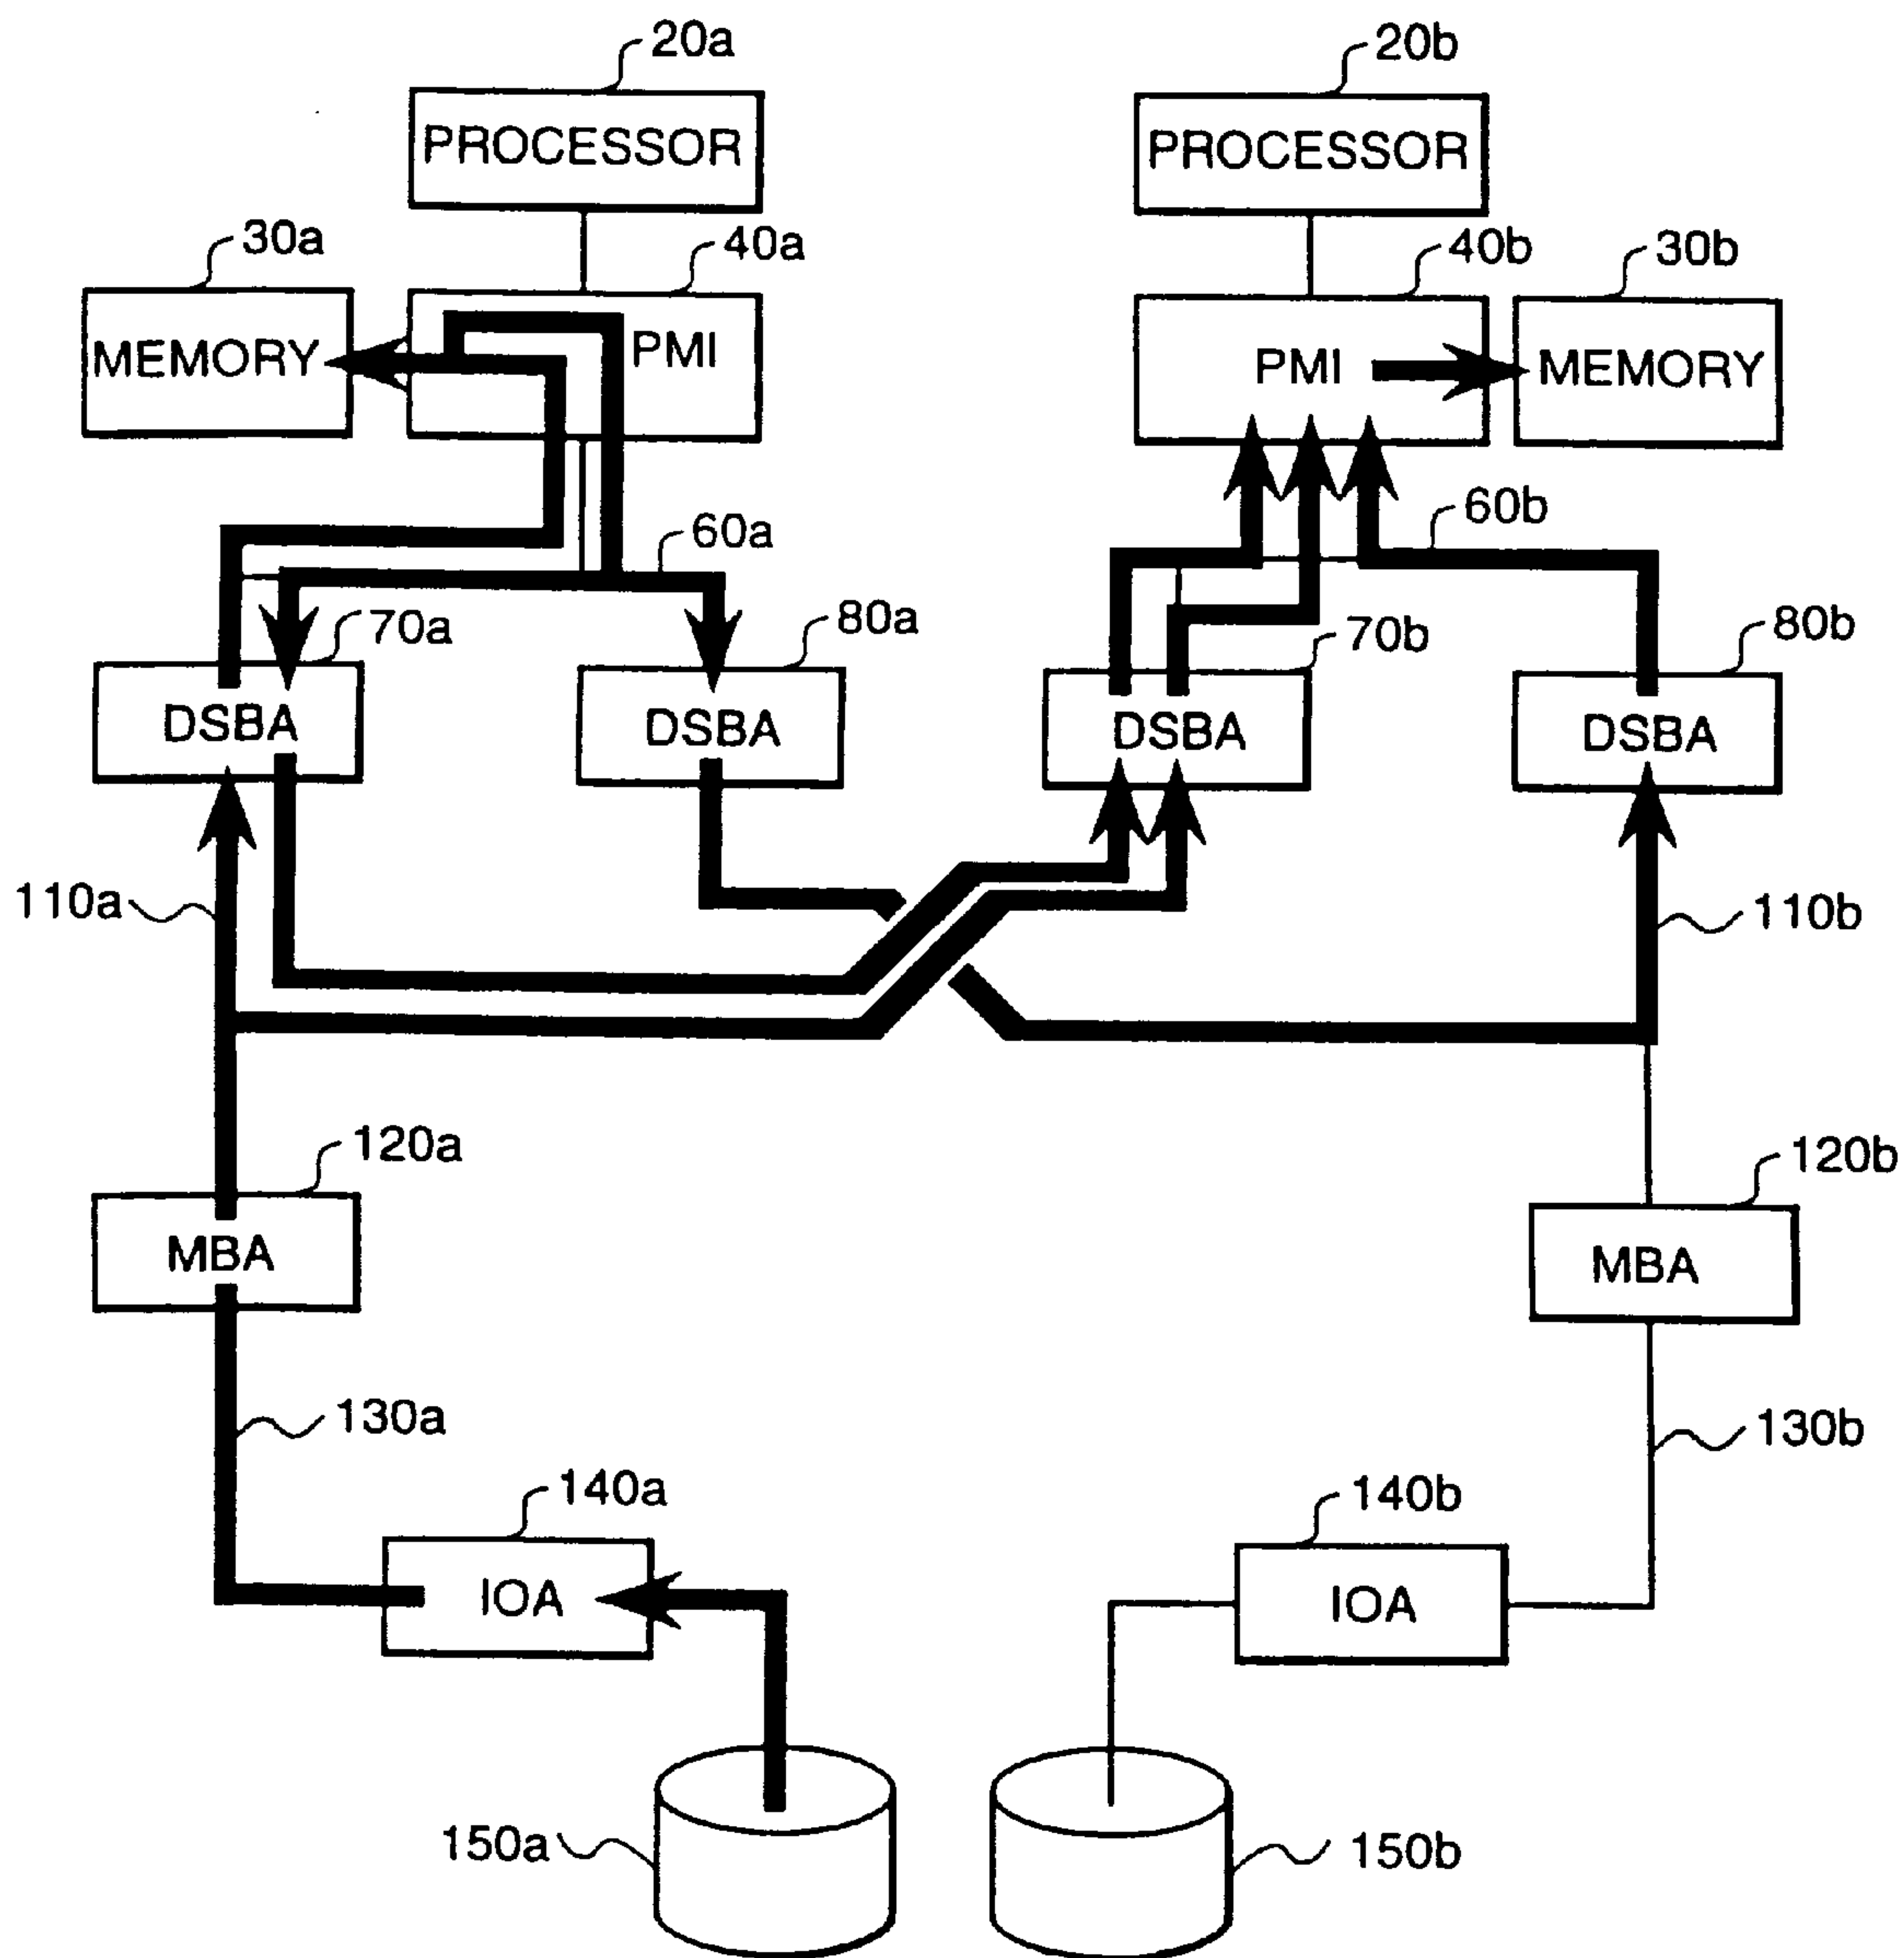 20a
20b
PROCESSOR
PROCESSOR
30a
40a
40b
30b
MEMORY
PMI
PMI
MEMORY
60a
60b
70a
80a
70b
80b
DSBA
DSBA
DSBA
DSBA
110a
110b
120a
120b
MBA
MBA
130a
130b
140a
140b
IOA
IOA
150a
150b